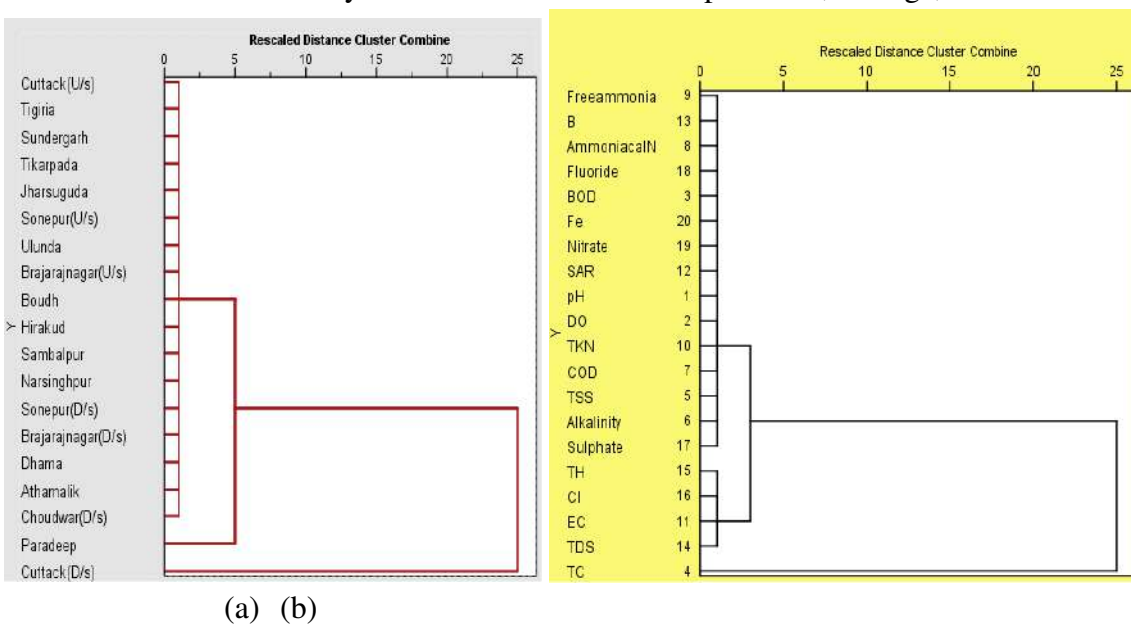 Rescaled Distance Cluster Combine
0 5 10 15 20 25
Cuttack(U/s)
Tigiria
Sundergarh
Tikarpada
Jharsuguda
Sonepur(U/s)
Ulunda
Brajarajnagar(U/s)
Boudh
Y Hirakud
Sambalpur
Narsinghpur
Sonepur(D/s)
Brajarajnagar(D/s)
Dhama
Athamalik
Choudwar(D/s)
Paradeep
Cuttack(D/s)
Rescaled Distance Cluster Combine
0 5 10 15 20 25
Freeammonia 9
B 13
AmmoniacalN 8
Fluoride 18
BOD 3
Fe 20
Nitrate 19
SAR 12
pH 1
DO 2
Y
TKN 10
COD 7
TSS 5
Alkalinity 6
Sulphate 17
TH 15
Cl 16
EC 11
TDS 14
TC 4
(a) (b)